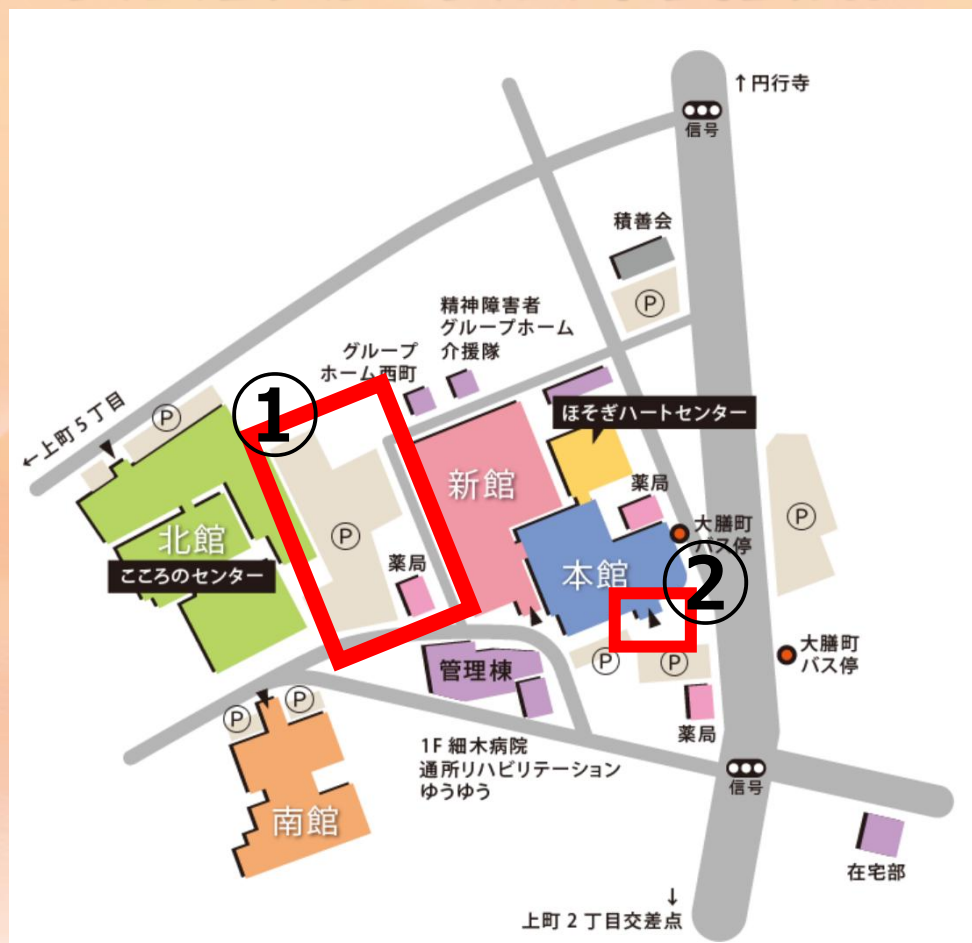 ↑円行寺
信号
積善会
P
精神障害者
グループホーム
介援隊
グループ
ホーム西町
←上町5丁目
P
①
ほそぎハートセンター
新館
薬局
北館
こころのセンター
P
薬局
本館
大膳町
バス停
P
②
管理棟
P
P
大膳町
バス停
P
P
薬局
1F 細木病院
通所リハビリテーション
ゆうゆう
信号
南館
在宅部
↓
上町2丁目交差点